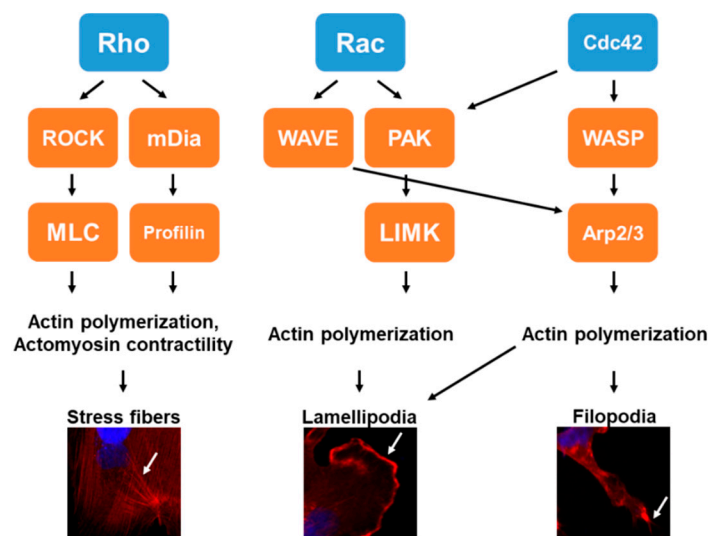 Rho
Rac
Cdc42
ROCK
mDia
WAVE
PAK
WASP
MLC
Profilin
LIMK
Arp2/3
Actin polymerization,
Actomyosin contractility
Actin polymerization
Actin polymerization
Stress fibers
Lamellipodia
Filopodia